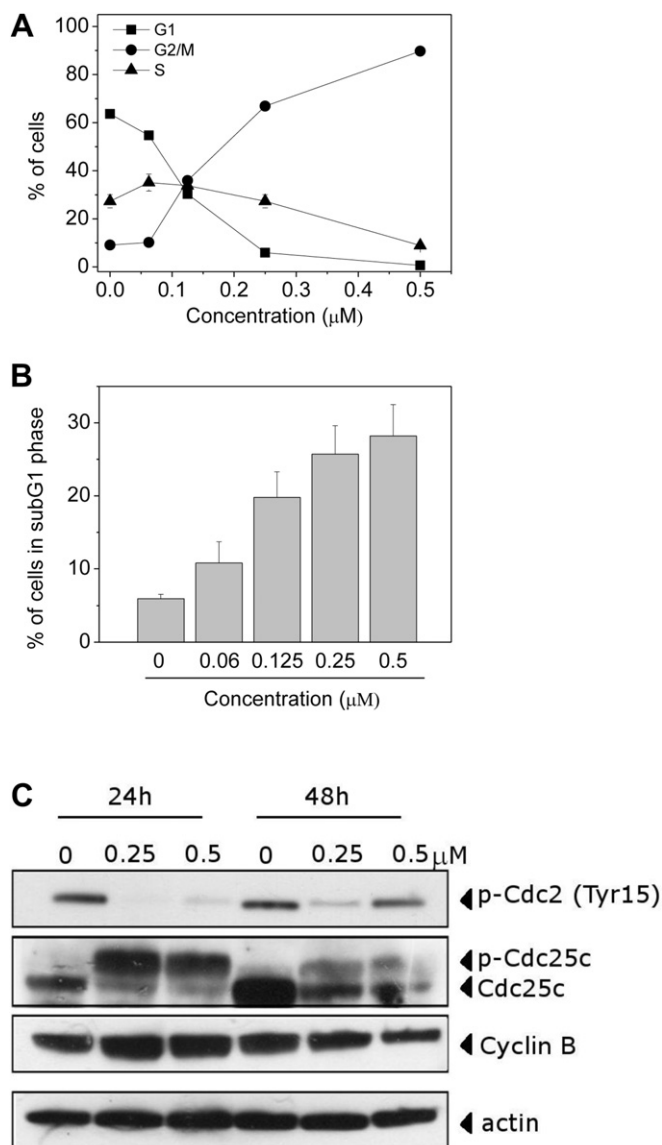 A
G1
G2/M
S
100
80
60
40
20
0
% of cells
0.0 0.1 0.2 0.3 0.4 0.5
Concentration (μM)
B
30
20
10
0
% of cells in subG1 phase
0 0.06 0.125 0.25 0.5
Concentration (μM)
C
24h 48h
0 0.25 0.5 0 0.25 0.5 μM
p-Cdc2 (Tyr15)
p-Cdc25c
Cdc25c
Cyclin B
actin